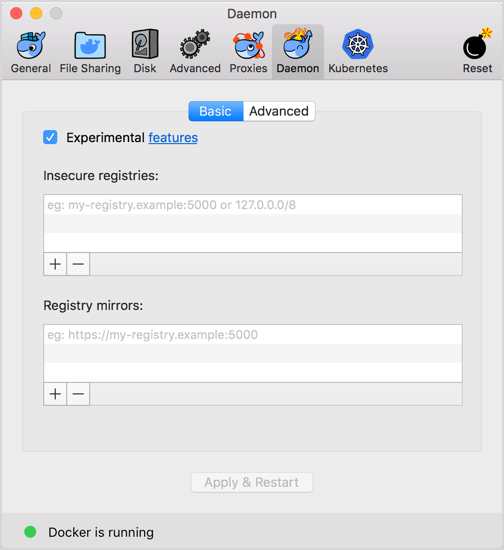 Daemon
General File Sharing Disk Advanced Proxies Daemon Kubernetes Reset
Basic Advanced
Experimental features
Insecure registries:
eg: my-registry.example:5000 or 127.0.0.0/8
Registry mirrors:
eg: https://my-registry.example:5000
Apply & Restart
Docker is running